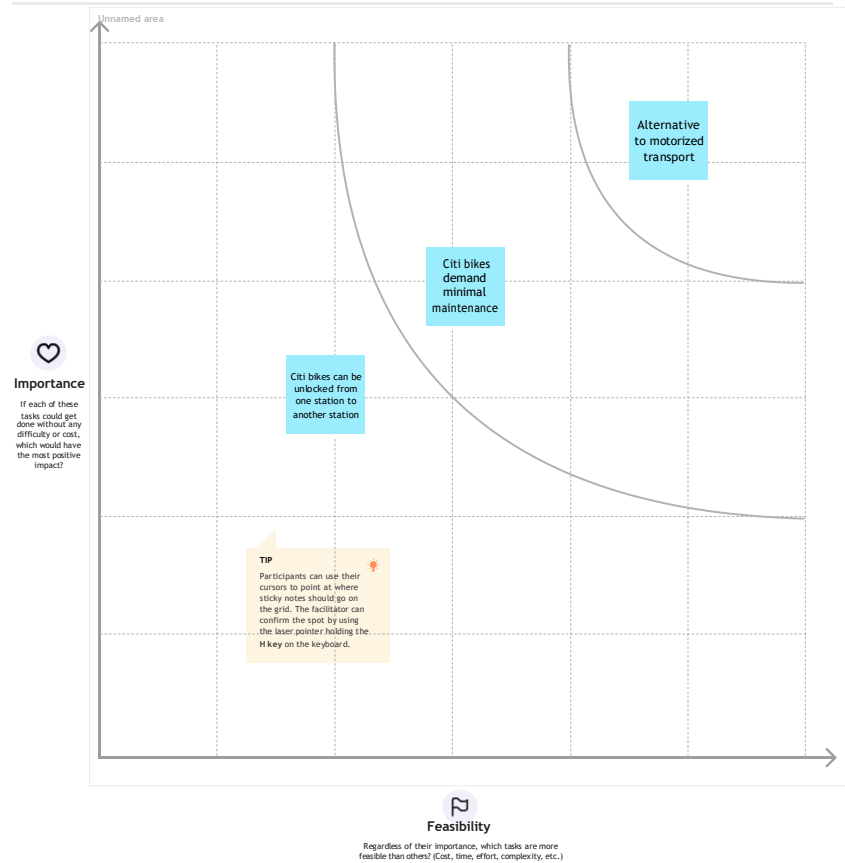 Unnamed area
Alternative
to motorized
transport
Citi bikes
demand
minimal
maintenance
Citi bikes can be
unlocked from
one station to
another station
Importance
If each of these
tasks could get
done without any
difficulty or cost,
which would have
the most positive
impact?
TIP
Participants can use their
cursors to point at where
sticky notes should go on
the grid. The facilitator can
confirm the spot by using
the laser pointer holding the
H key on the keyboard.
Feasibility
Regardless of their importance, which tasks are more
feasible than others? (Cost, time, effort, complexity, etc.)